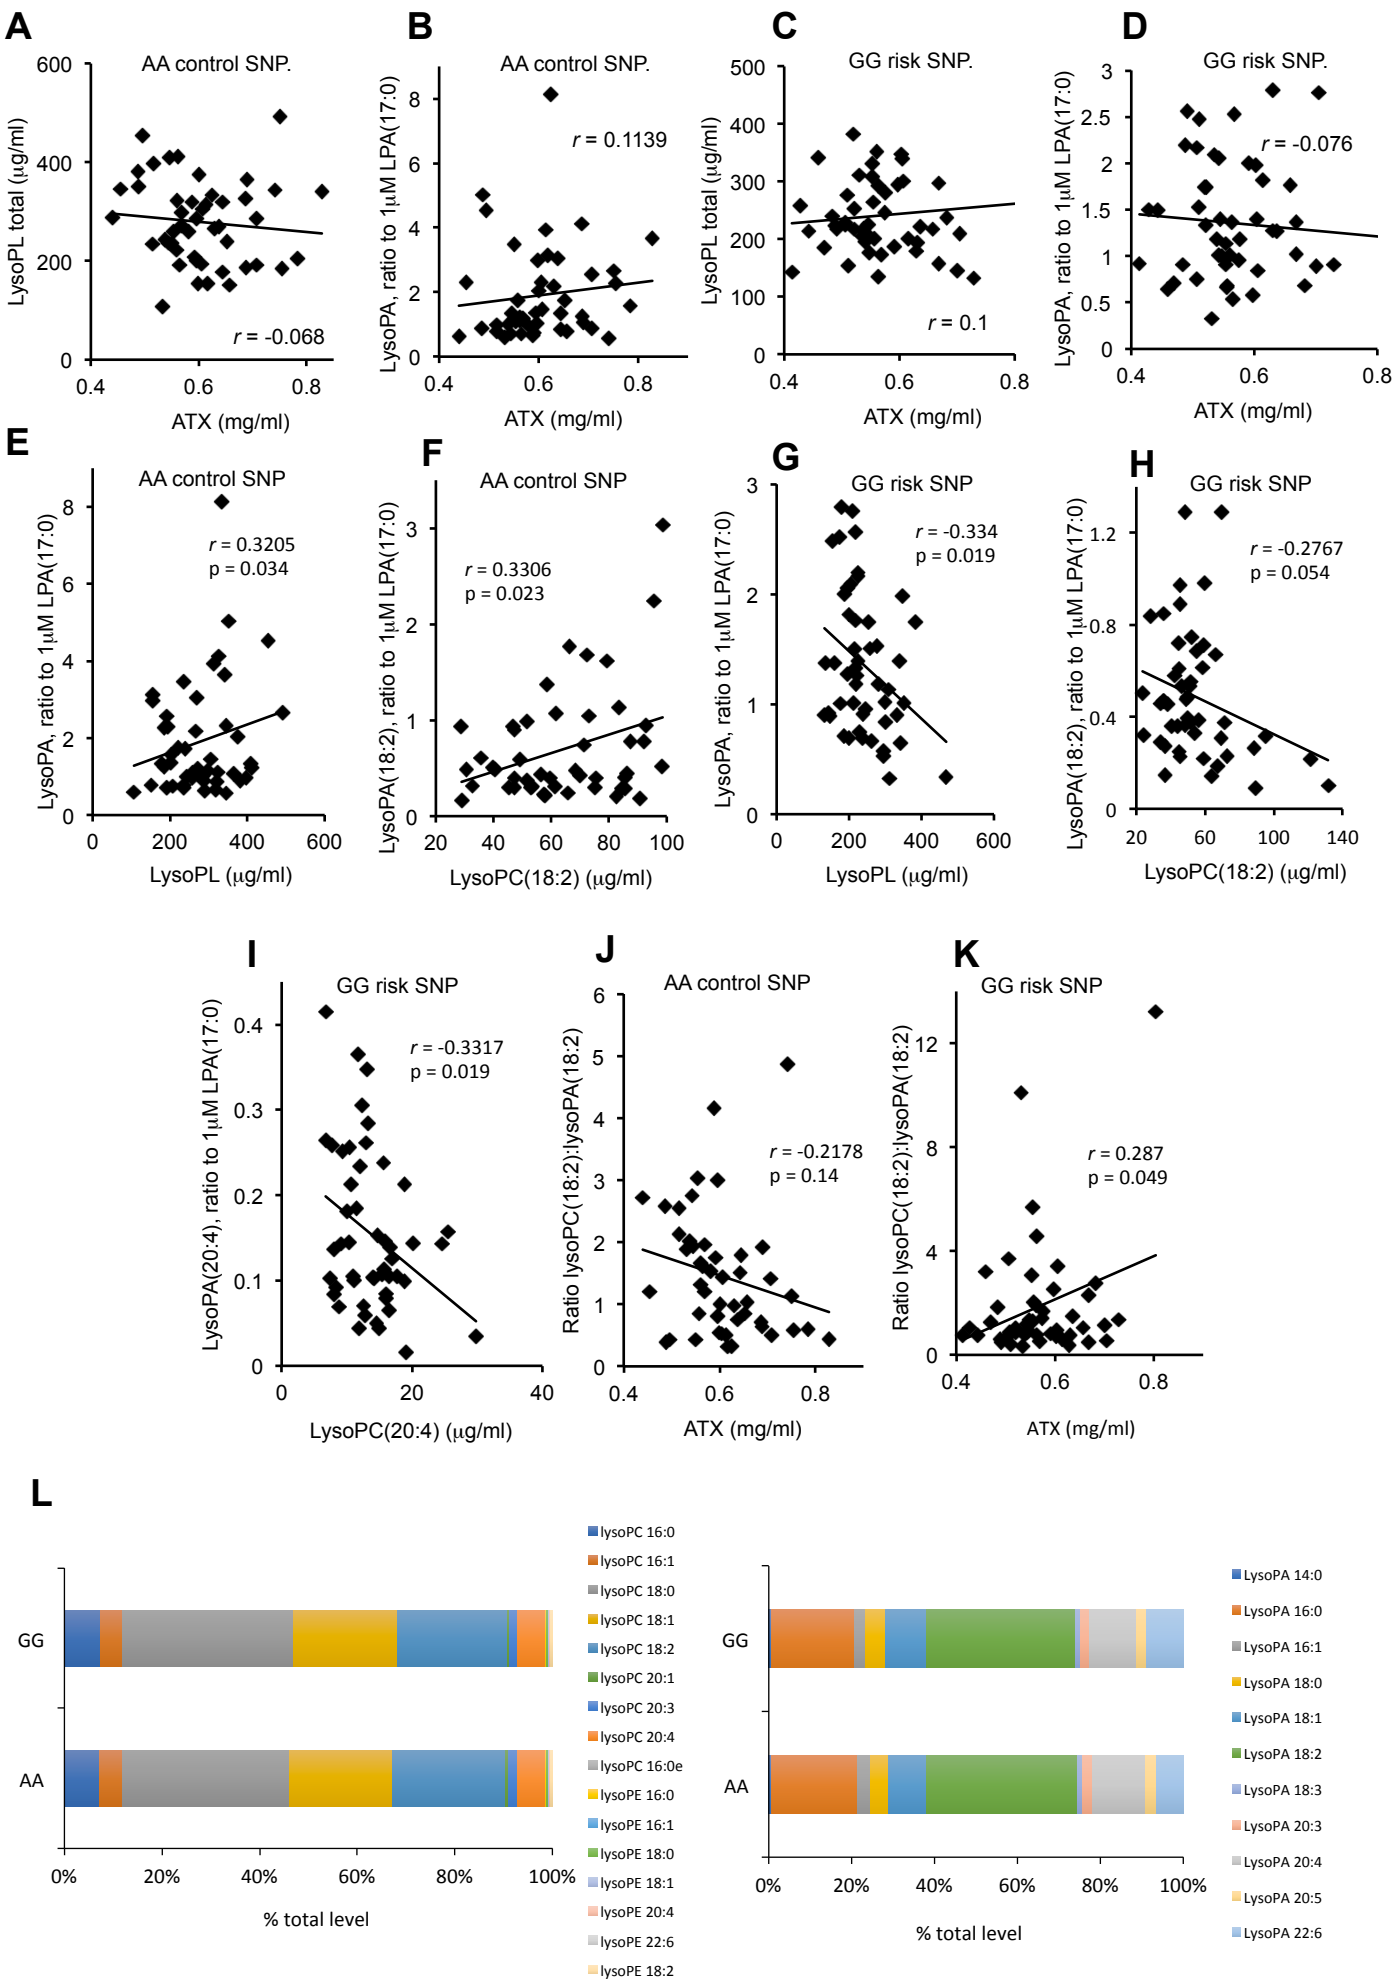 A
AA control SNP.
LysoPL total (μg/ml)
600
400
200
0
r = -0.068
0.4
0.6
0.8
ATX (mg/ml)
B
AA control SNP.
LysoPA, ratio to 1μM LPA(17:0)
8
6
4
2
0
r = 0.1139
0.4
0.6
0.8
ATX (mg/ml)
C
GG risk SNP.
LysoPL total (μg/ml)
500
400
300
200
100
0
r = 0.1
0.4
0.6
0.8
ATX (mg/ml)
D
GG risk SNP.
LysoPA, ratio to 1μM LPA(17:0)
3
2.5
2
1.5
1
0.5
0
r = -0.076
0.4
0.6
0.8
ATX (mg/ml)
E
AA control SNP
LysoPA, ratio to 1μM LPA(17:0)
8
6
4
2
0
r = 0.3205
p = 0.034
0
200
400
600
LysoPL (μg/ml)
F
AA control SNP
LysoPA(18:2), ratio to 1μM LPA(17:0)
3
2
1
0
r = 0.3306
p = 0.023
20
40
60
80
100
LysoPC(18:2) (μg/ml)
G
GG risk SNP
LysoPA, ratio to 1μM LPA(17:0)
3
2
1
0
r = -0.334
p = 0.019
0
200
400
600
LysoPL (μg/ml)
H
GG risk SNP
LysoPA(18:2), ratio to 1μM LPA(17:0)
1.2
0.8
0.4
0
r = -0.2767
p = 0.054
20
60
100
140
LysoPC(18:2) (μg/ml)
I
GG risk SNP
LysoPA(20:4), ratio to 1μM LPA(17:0)
0.4
0.3
0.2
0.1
0
r = -0.3317
p = 0.019
0
20
40
LysoPC(20:4) (μg/ml)
J
AA control SNP
Ratio lysoPC(18:2):lysoPA(18:2)
6
5
4
3
2
1
0
r = -0.2178
p = 0.14
0.4
0.6
0.8
ATX (mg/ml)
K
GG risk SNP
Ratio lysoPC(18:2):lysoPA(18:2)
12
8
4
0
r = 0.287
p = 0.049
0.4
0.6
0.8
ATX (mg/ml)
L
GG
AA
0%
20%
40%
60%
80%
100%
% total level
lysoPC 16:0
lysoPC 16:1
lysoPC 18:0
lysoPC 18:1
lysoPC 18:2
lysoPC 20:1
lysoPC 20:3
lysoPC 20:4
lysoPC 16:0e
lysoPE 16:0
lysoPE 16:1
lysoPE 18:0
lysoPE 18:1
lysoPE 20:4
lysoPE 22:6
lysoPE 18:2
GG
AA
0%
20%
40%
60%
80%
100%
% total level
LysoPA 14:0
LysoPA 16:0
LysoPA 16:1
LysoPA 18:0
LysoPA 18:1
LysoPA 18:2
LysoPA 18:3
LysoPA 20:3
LysoPA 20:4
LysoPA 20:5
LysoPA 22:6